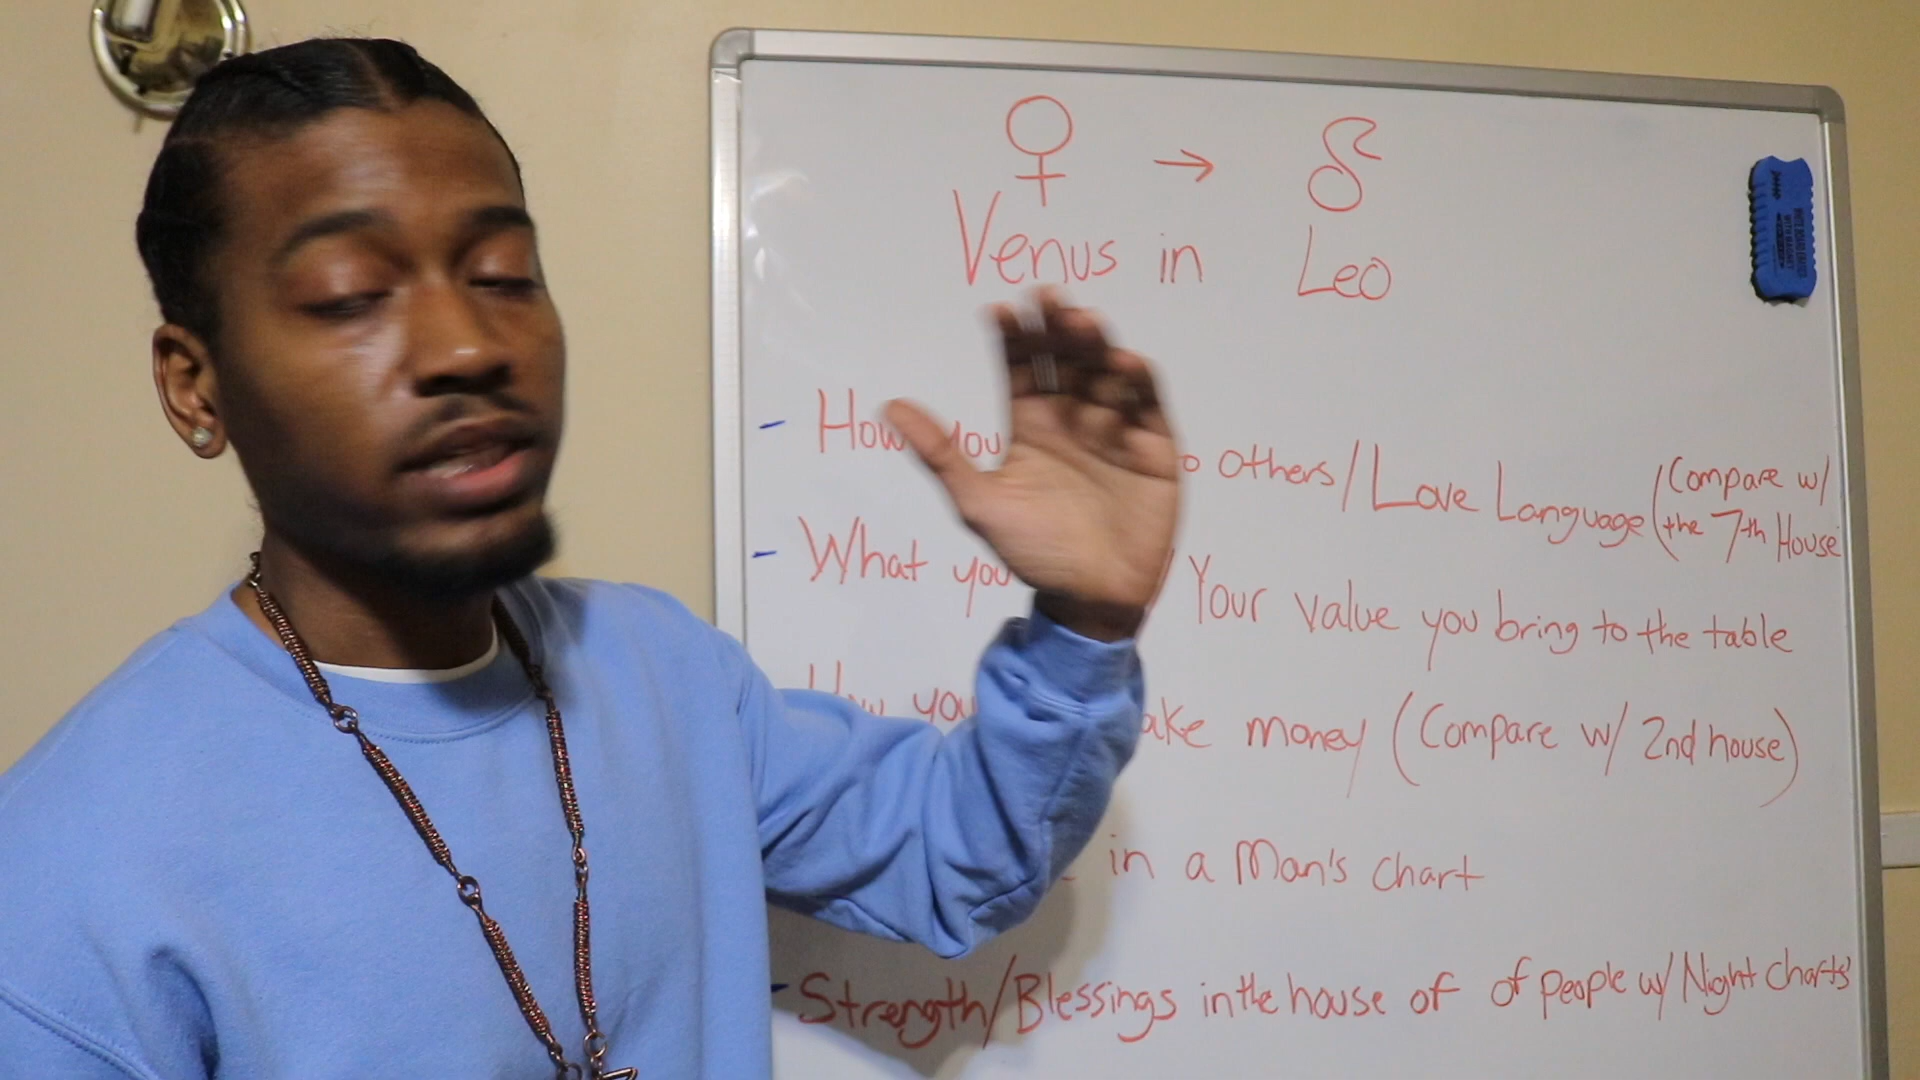 ♀ → ♌
Venus in Leo
- How you o others / Love Language (Compare w/
the 7th House
- What you / Your value you bring to the table
you ake money (Compare w/ 2nd house)
in a Man's chart
- Strength/Blessings in the house of of people w/ Night charts'